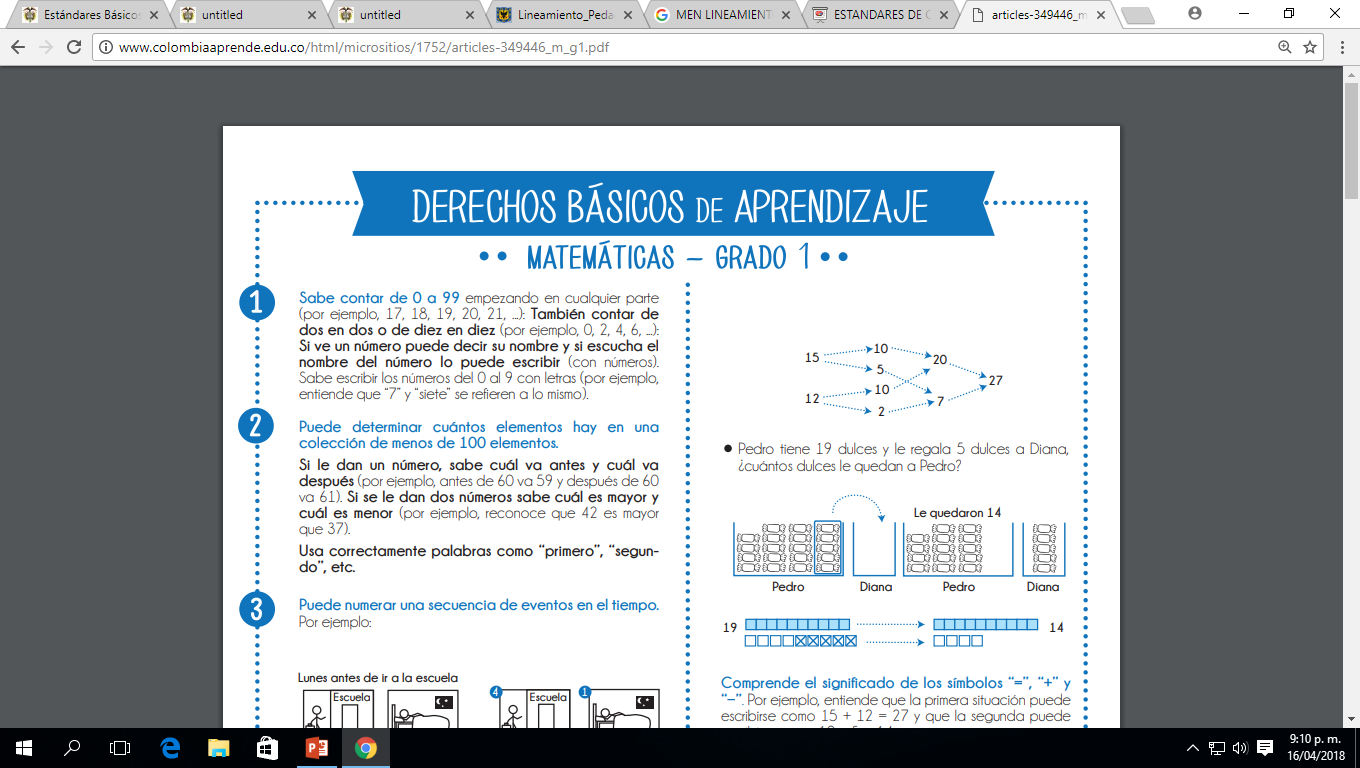 Estándares Básicos
untitled
untitled
Lineamiento_Peda
MEN LINEAMIENT
ESTANDARES DE C
articles-349446_m
www.colombiaaprende.edu.co/html/micrositios/1752/articles-349446_m_g1.pdf
DERECHOS BÁSICOS DE APRENDIZAJE
•• MATEMÁTICAS – GRADO 1 ••
1
Sabe contar de 0 a 99 empezando en cualquier parte
(por ejemplo, 17, 18, 19, 20, 21, ...): También contar de
dos en dos o de diez en diez (por ejemplo, 0, 2, 4, 6, ...):
Si ve un número puede decir su nombre y si escucha el
nombre del número lo puede escribir (con números).
Sabe escribir los números del 0 al 9 con letras (por ejemplo,
entiende que “7” y “siete” se refieren a lo mismo).
2
Puede determinar cuántos elementos hay en una
colección de menos de 100 elementos.
Si le dan un número, sabe cuál va antes y cuál va
después (por ejemplo, antes de 60 va 59 y después de 60
va 61). Si se le dan dos números sabe cuál es mayor y
cuál es menor (por ejemplo, reconoce que 42 es mayor
que 37).
Usa correctamente palabras como “primero”, “segun-
do”, etc.
3
Puede numerar una secuencia de eventos en el tiempo.
Por ejemplo:
Lunes antes de ir a la escuela
Escuela
4
Escuela
1
15
10
5
20
27
12
10
2
7
• Pedro tiene 19 dulces y le regala 5 dulces a Diana,
¿cuántos dulces le quedan a Pedro?
Le quedaron 14
Pedro
Diana
Pedro
Diana
19
14
Comprende el significado de los símbolos “=”, “+” y
“−”. Por ejemplo, entiende que la primera situación puede
escribirse como 15 + 12 = 27 y que la segunda puede
9:10 p. m.
16/04/2018